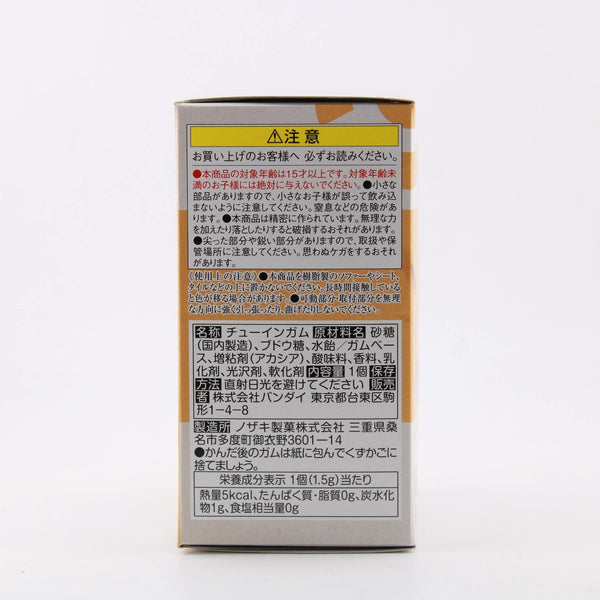 ⚠注意
お買い上げのお客様へ 必ずお読みください。
●本商品の対象年齢は15才以上です。対象年齢未
満のお子様には絶対に与えないでください。●小さな
部品がありますので、小さなお子様が誤って飲み込
まないように注意してください。窒息などの危険があ
ります。●本商品は精密に作られています。無理な力
を加えたり落としたりすると破損するおそれがあります。
●尖った部分や鋭い部分がありますので、取扱や保
管場所に注意してください。思わぬケガをするおそれ
があります。
〈使用上の注意〉●本商品を樹脂製のソファーやシート、
タイルなどの上に置かないでください。長時間接触している
と色が移る場合があります。●可動部分・取付部分を無理
な方向に強く引っ張ったり、曲げたりしないでください。
名称 チューインガム 原材料名 砂糖
(国内製造)、ブドウ糖、水飴／ガムベー
ス、増粘剤(アカシア)、酸味料、香料、乳
化剤、光沢剤、軟化剤 内容量 1個 保存
方法 直射日光を避けてください 販売
者 株式会社バンダイ 東京都台東区駒
形1-4-8
製造所 ノザキ製菓株式会社 三重県桑
名市多度町御衣野3601-14
●かんだ後のガムは紙に包んでくずかごに
捨てましょう。
栄養成分表示 1個(1.5g)当たり
熱量5kcal、たんぱく質・脂質0g、炭水化
物1g、食塩相当量0g